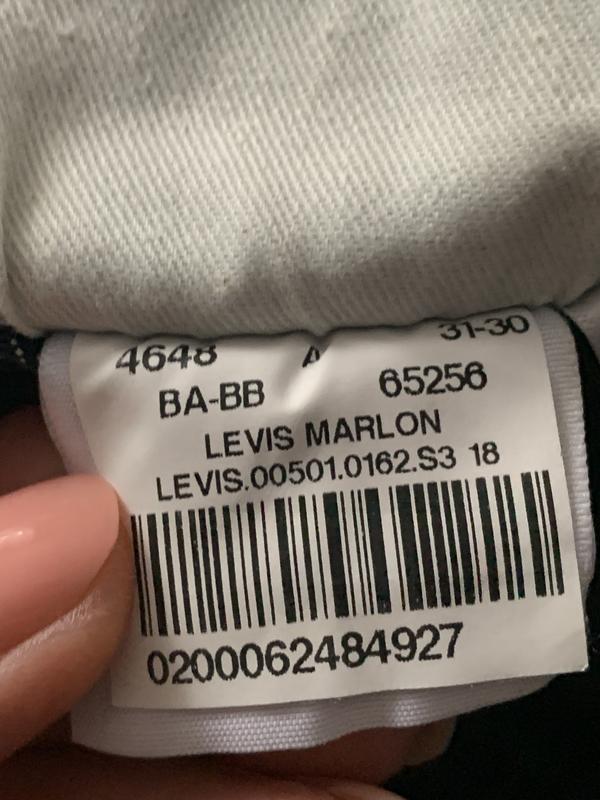 4648 A 31-30
BA-BB 65256
LEVIS MARLON
LEVIS.00501.0162.S3 18
0200062484927